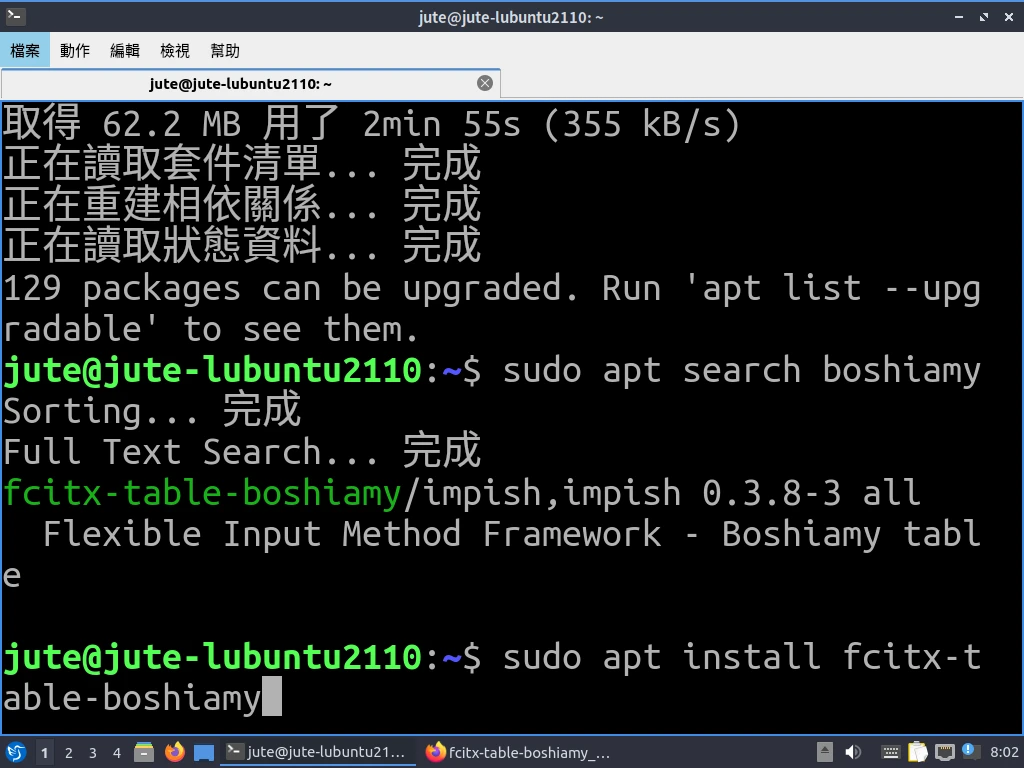 jute@jute-lubuntu2110: ~
檔案 動作 編輯 檢視 幫助
jute@jute-lubuntu2110: ~
取得 62.2 MB 用了 2min 55s (355 kB/s)
正在讀取套件清單... 完成
正在重建相依關係... 完成
正在讀取狀態資料... 完成
129 packages can be upgraded. Run 'apt list --upg
radable' to see them.
jute@jute-lubuntu2110:~$ sudo apt search boshiamy
Sorting... 完成
Full Text Search... 完成
fcitx-table-boshiamy/impish,impish 0.3.8-3 all
  Flexible Input Method Framework - Boshiamy tabl
e
jute@jute-lubuntu2110:~$ sudo apt install fcitx-t
able-boshiamy
1 2 3 4 jute@jute-lubuntu21... fcitx-table-boshiamy_... 8:02